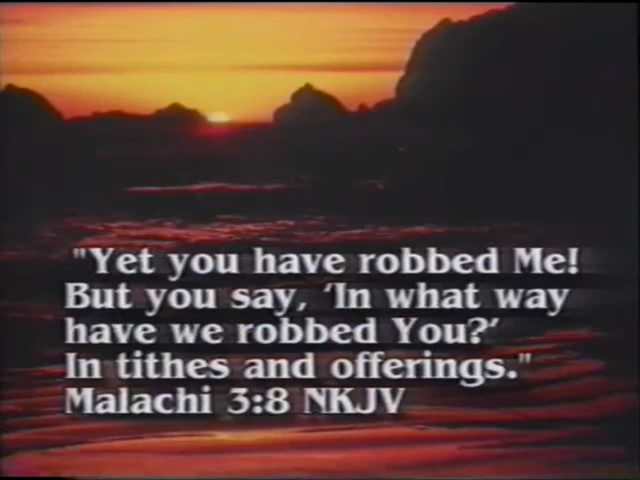 "Yet you have robbed Me!
But you say, ‘In what way
have we robbed You?’
In tithes and offerings."
Malachi 3:8 NKJV